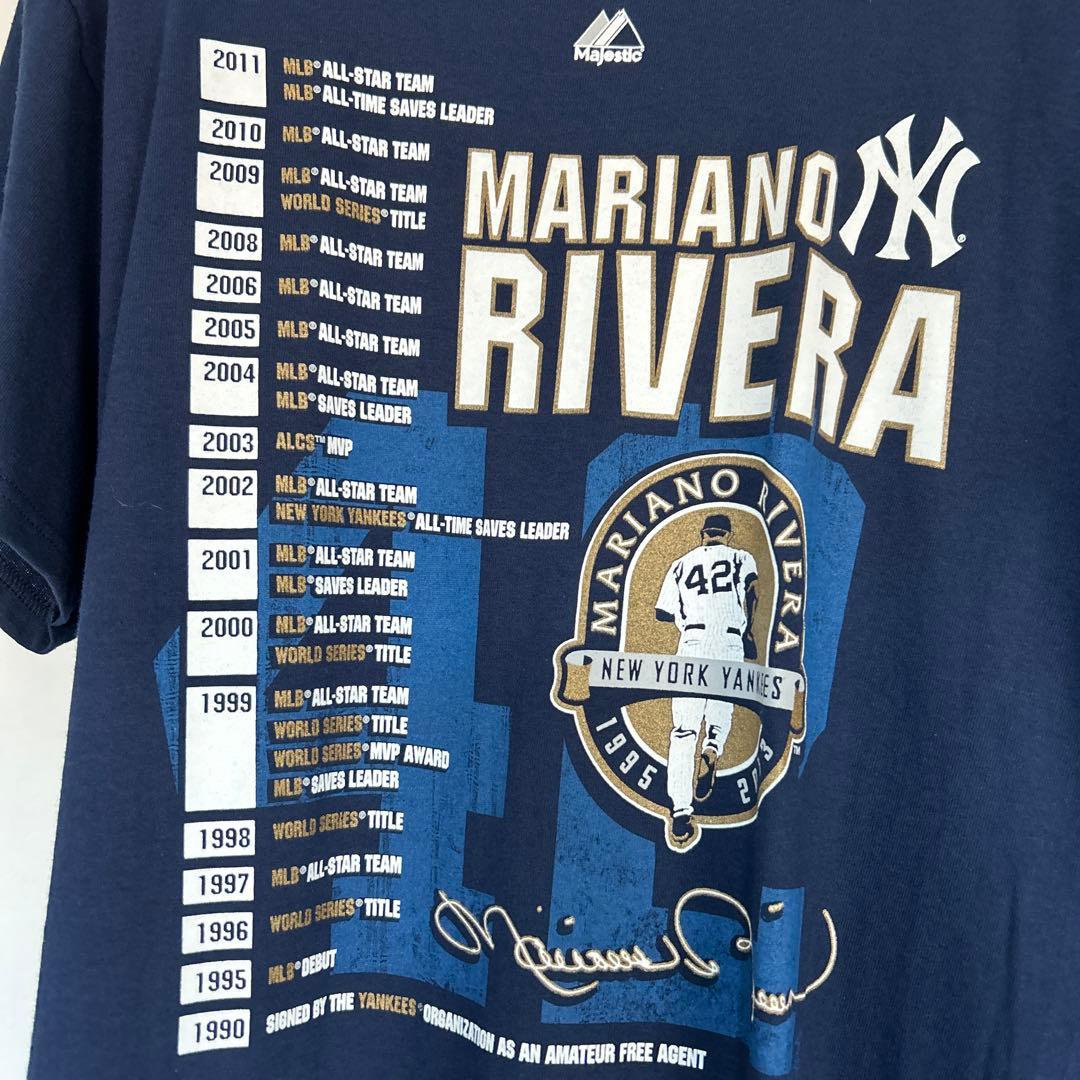 Majestic
2011 MLB® ALL-STAR TEAM
MLB® ALL-TIME SAVES LEADER
2010 MLB® ALL-STAR TEAM
2009 MLB® ALL-STAR TEAM
WORLD SERIES® TITLE
2008 MLB® ALL-STAR TEAM
2006 MLB® ALL-STAR TEAM
2005 MLB® ALL-STAR TEAM
2004 MLB® ALL-STAR TEAM
MLB® SAVES LEADER
2003 ALCS™ MVP
2002 MLB® ALL-STAR TEAM
NEW YORK YANKEES® ALL-TIME SAVES LEADER
2001 MLB® ALL-STAR TEAM
MLB® SAVES LEADER
2000 MLB® ALL-STAR TEAM
WORLD SERIES® TITLE
1999 MLB® ALL-STAR TEAM
WORLD SERIES® TITLE
WORLD SERIES® MVP AWARD
MLB® SAVES LEADER
1998 WORLD SERIES® TITLE
1997 MLB® ALL-STAR TEAM
1996 WORLD SERIES® TITLE
1995 MLB® DEBUT
1990 SIGNED BY THE YANKEES® ORGANIZATION AS AN AMATEUR FREE AGENT
MARIANO
NY®
RIVERA
42
MARIANO RIVERA
42
NEW YORK YANKEES
1995 2013